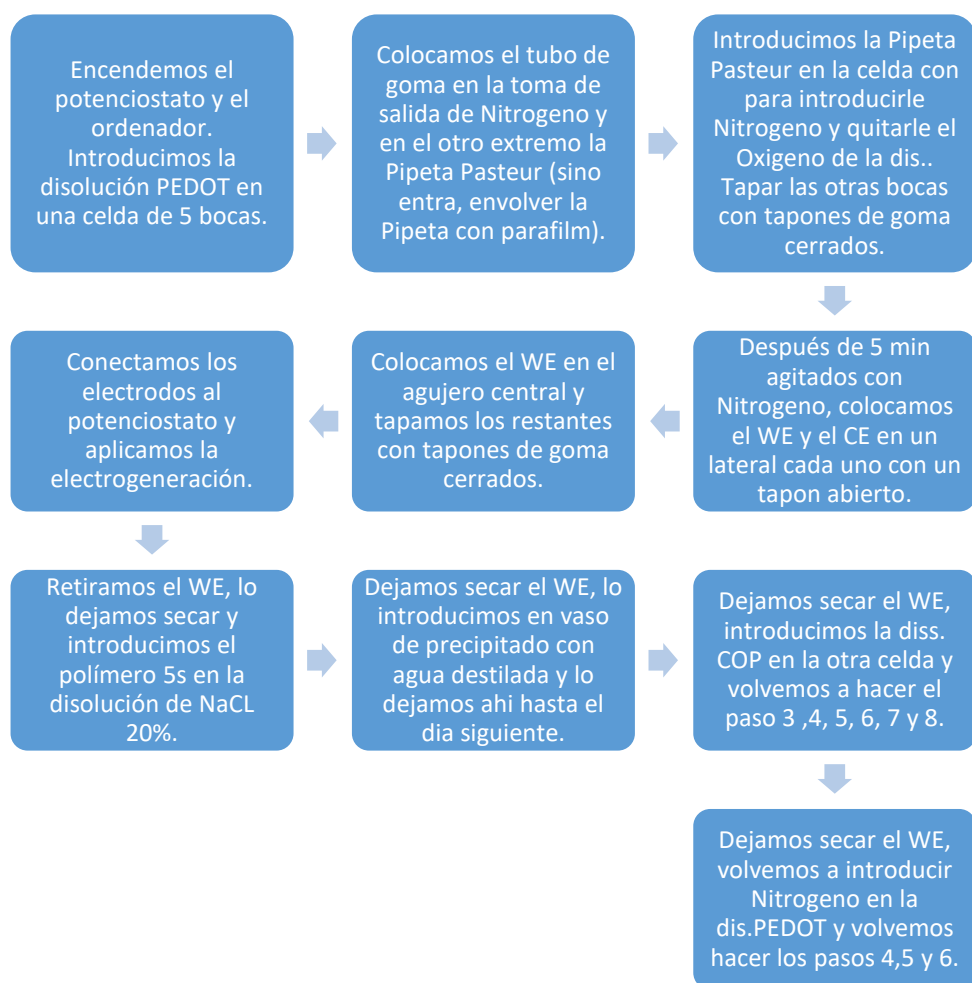 Encendemos el
potenciostato y el
ordenador.
Introducimos la
disolución PEDOT en
una celda de 5 bocas.
Colocamos el tubo de
goma en la toma de
salida de Nitrogeno y
en el otro extremo la
Pipeta Pasteur (sino
entra, envolver la
Pipeta con parafilm).
Introducimos la Pipeta
Pasteur en la celda con
para introducirle
Nitrogeno y quitarle el
Oxigeno de la dis..
Tapar las otras bocas
con tapones de goma
cerrados.
Después de 5 min
agitados con
Nitrogeno, colocamos
el WE y el CE en un
lateral cada uno con un
tapon abierto.
Colocamos el WE en el
agujero central y
tapamos los restantes
con tapones de goma
cerrados.
Conectamos los
electrodos al
potenciostato y
aplicamos la
electrogeneración.
Retiramos el WE, lo
dejamos secar y
introducimos el
polímero 5s en la
disolución de NaCL
20%.
Dejamos secar el WE, lo
introducimos en vaso
de precipitado con
agua destilada y lo
dejamos ahi hasta el
dia siguiente.
Dejamos secar el WE,
introducimos la diss.
COP en la otra celda y
volvemos a hacer el
paso 3 ,4, 5, 6, 7 y 8.
Dejamos secar el WE,
volvemos a introducir
Nitrogeno en la
dis.PEDOT y volvemos
hacer los pasos 4,5 y 6.